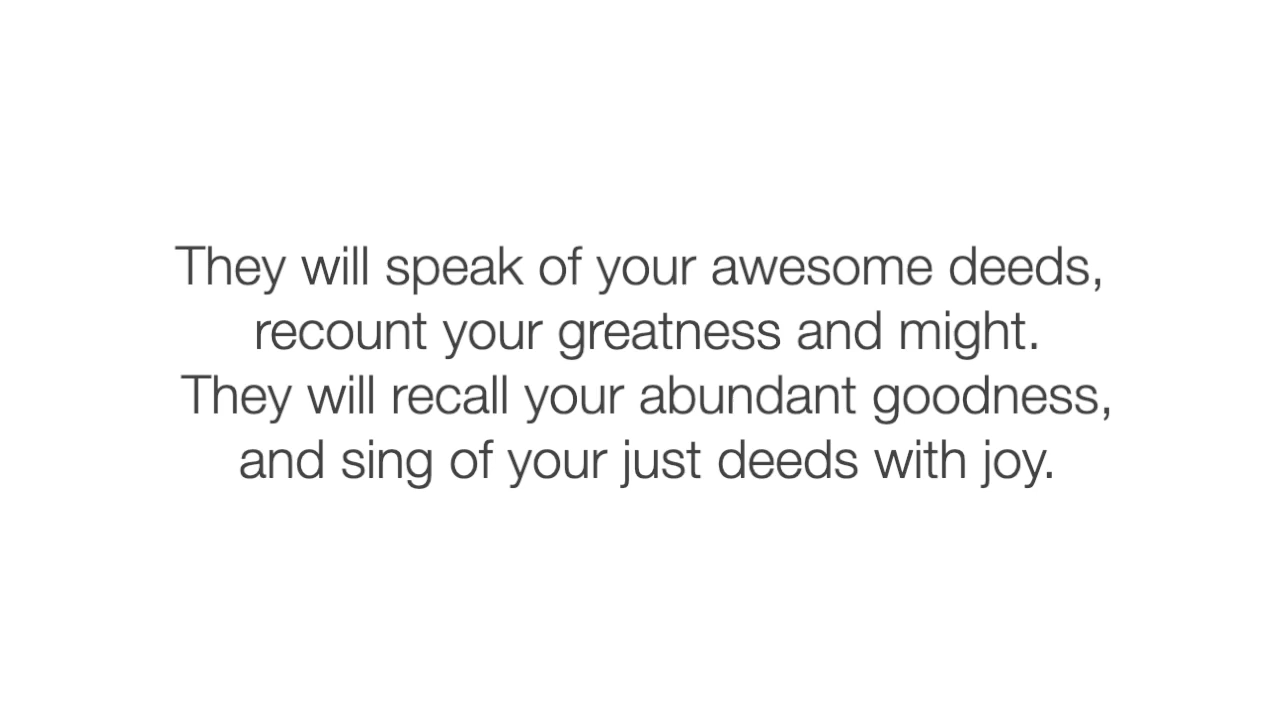 They will speak of your awesome deeds,
recount your greatness and might.
They will recall your abundant goodness,
and sing of your just deeds with joy.